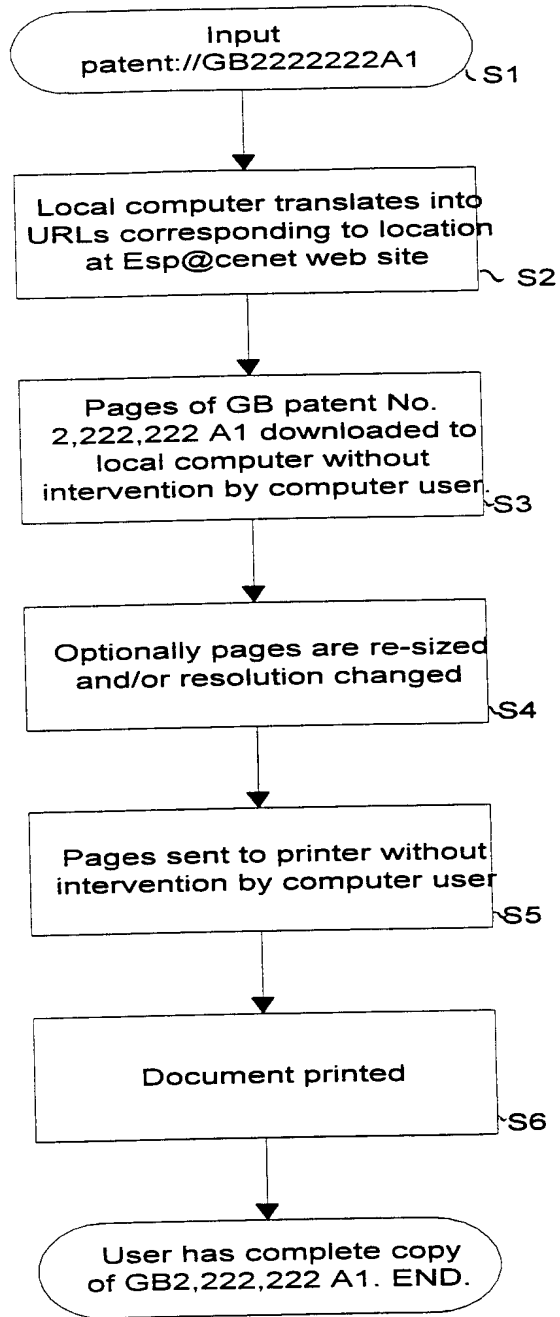 Input
patent://GB2222222A1
S1
Local computer translates into
URLs corresponding to location
at Esp@cenet web site
S2
Pages of GB patent No.
2,222,222 A1 downloaded to
local computer without
intervention by computer user.
S3
Optionally pages are re-sized
and/or resolution changed
S4
Pages sent to printer without
intervention by computer user
S5
Document printed
S6
User has complete copy
of GB2,222,222 A1. END.